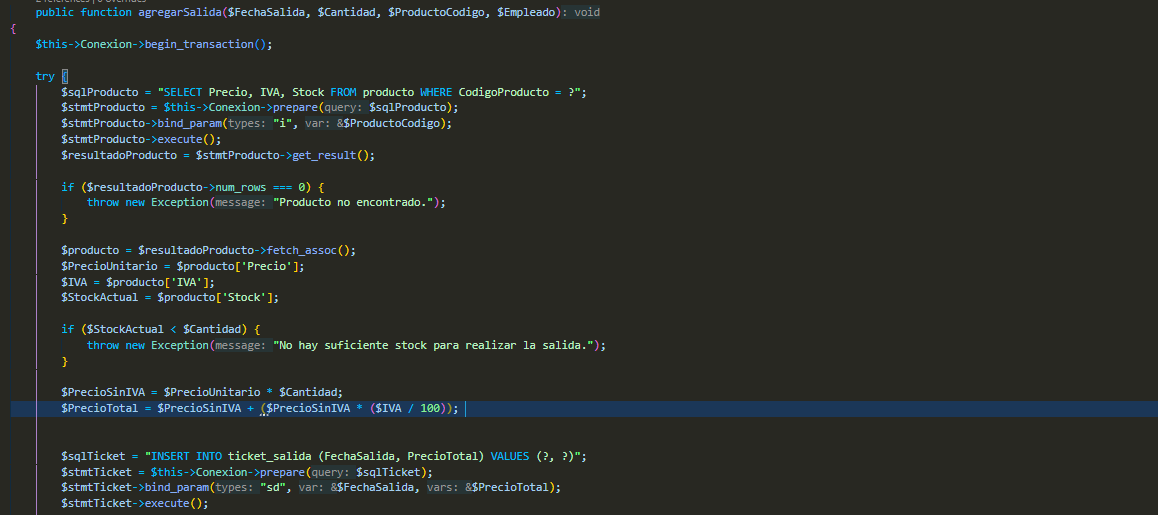 public function agregarSalida($FechaSalida, $Cantidad, $ProductoCodigo, $Empleado): void
{
$this->Conexion->begin_transaction();
try {
$sqlProducto = "SELECT Precio, IVA, Stock FROM producto WHERE CodigoProducto = ?";
$stmtProducto = $this->Conexion->prepare(query: $sqlProducto);
$stmtProducto->bind_param(types: "i", var: &$ProductoCodigo);
$stmtProducto->execute();
$resultadoProducto = $stmtProducto->get_result();
if ($resultadoProducto->num_rows === 0) {
throw new Exception(message: "Producto no encontrado.");
}
$producto = $resultadoProducto->fetch_assoc();
$PrecioUnitario = $producto['Precio'];
$IVA = $producto['IVA'];
$StockActual = $producto['Stock'];
if ($StockActual < $Cantidad) {
throw new Exception(message: "No hay suficiente stock para realizar la salida.");
}
$PrecioSinIVA = $PrecioUnitario * $Cantidad;
$PrecioTotal = $PrecioSinIVA + ($PrecioSinIVA * ($IVA / 100));
$sqlTicket = "INSERT INTO ticket_salida (FechaSalida, PrecioTotal) VALUES (?, ?)";
$stmtTicket = $this->Conexion->prepare(query: $sqlTicket);
$stmtTicket->bind_param(types: "sd", var: &$FechaSalida, vars: &$PrecioTotal);
$stmtTicket->execute();